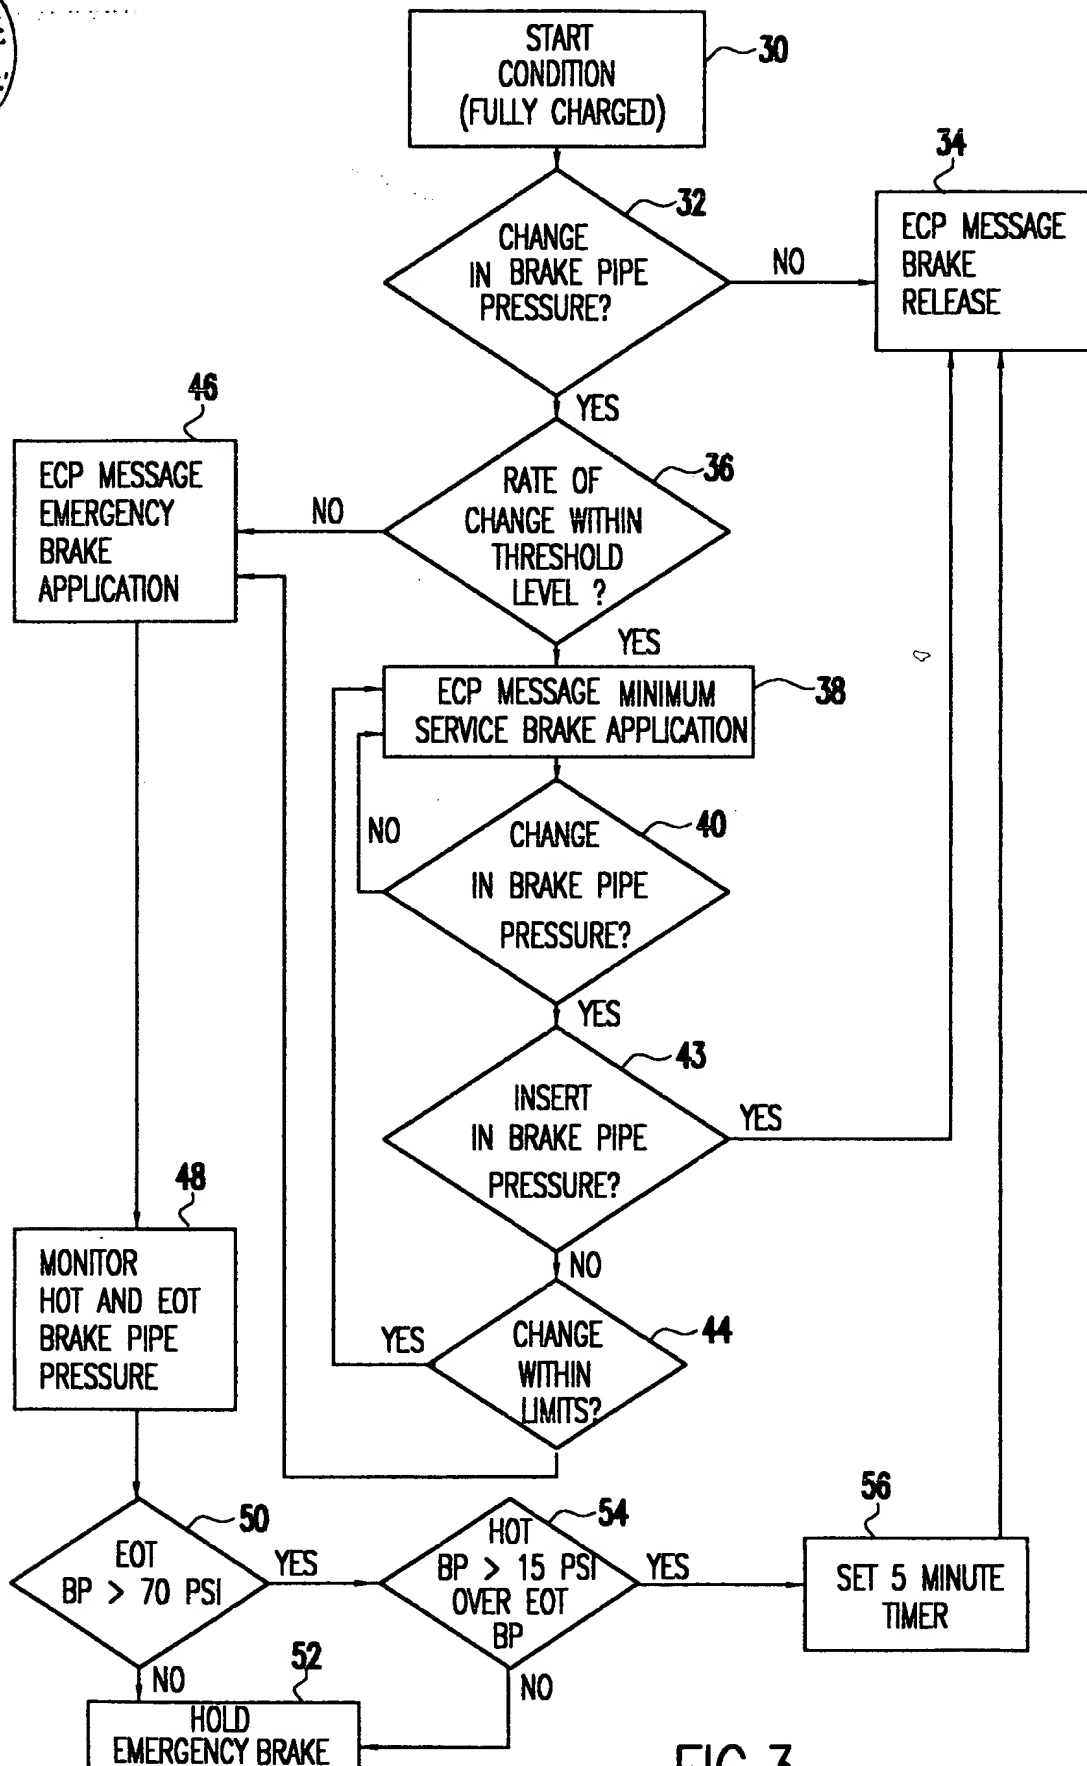 START
CONDITION
(FULLY CHARGED)
30
34
32
CHANGE
IN BRAKE PIPE
PRESSURE?
NO
ECP MESSAGE
BRAKE
RELEASE
YES
46
ECP MESSAGE
EMERGENCY
BRAKE
APPLICATION
NO
36
RATE OF
CHANGE WITHIN
THRESHOLD
LEVEL ?
YES
ECP MESSAGE MINIMUM
SERVICE BRAKE APPLICATION
38
NO
40
CHANGE
IN BRAKE PIPE
PRESSURE?
YES
43
INSERT
IN BRAKE PIPE
PRESSURE?
YES
NO
48
MONITOR
HOT AND EOT
BRAKE PIPE
PRESSURE
YES
44
CHANGE
WITHIN
LIMITS?
50
EOT
BP > 70 PSI
YES
54
HOT
BP > 15 PSI
OVER EOT
BP
YES
56
SET 5 MINUTE
TIMER
NO
52
NO
HOLD
EMERGENCY BRAKE
FIG. 3